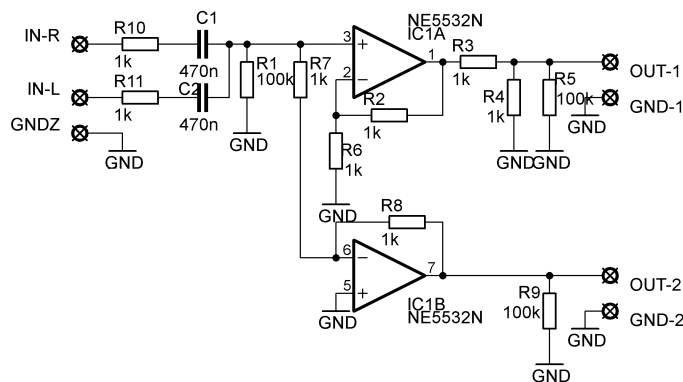 NE5532N
IC1A
C1
R10
IN-R
1k
470n
R1
100k
R7
1k
3
+
2
−
1
R3
1k
OUT-1
IN-L
R11
1k
C2
470n
R2
1k
R4
1k
R5
100k
GND-1
GND
GNDZ
GND
GND
R6
1k
GND
GND
GND
R8
1k
6
−
5
+
7
GND
IC1B
NE5532N
R9
100k
OUT-2
GND-2
GND
GND